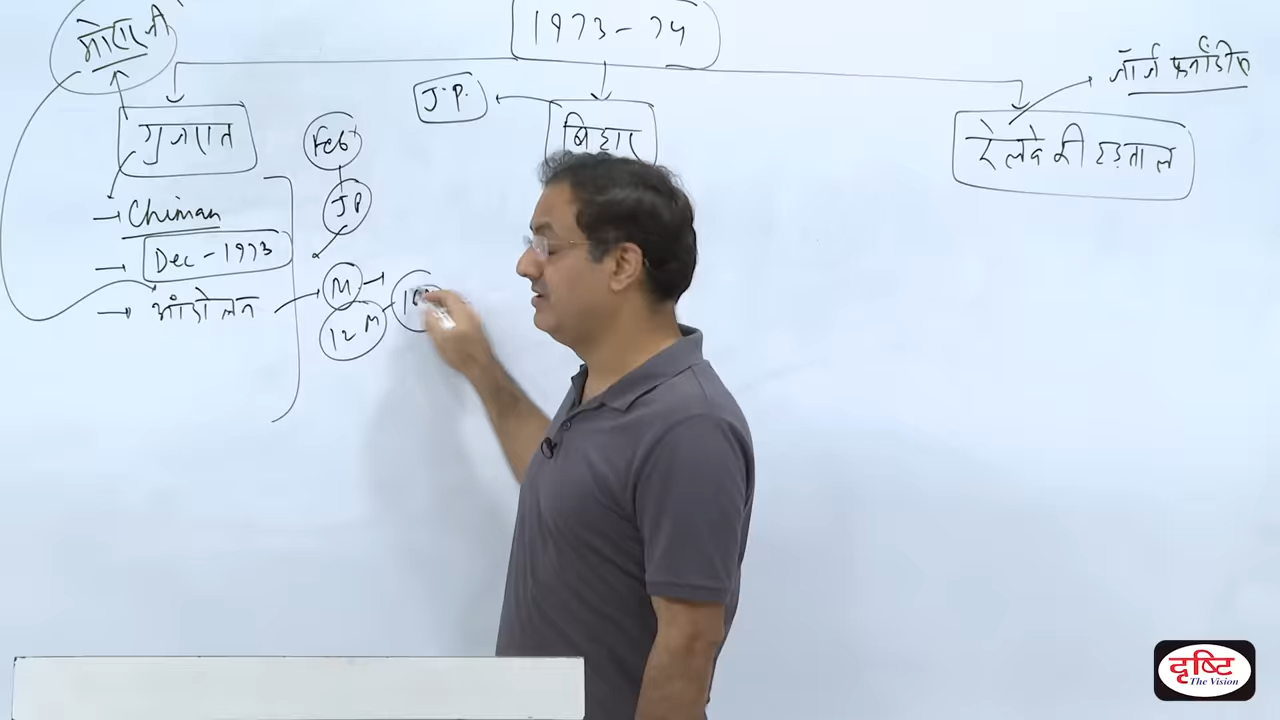 1973-74
मोरारजी
जॉर्ज फर्नांडीस
J.P.
गुजरात
Feb
बिहार
रेलवे की हड़ताल
→ Chiman
JP
→ Dec-1973
→ आंदोलन
M
12 M
दृष्टि
The Vision